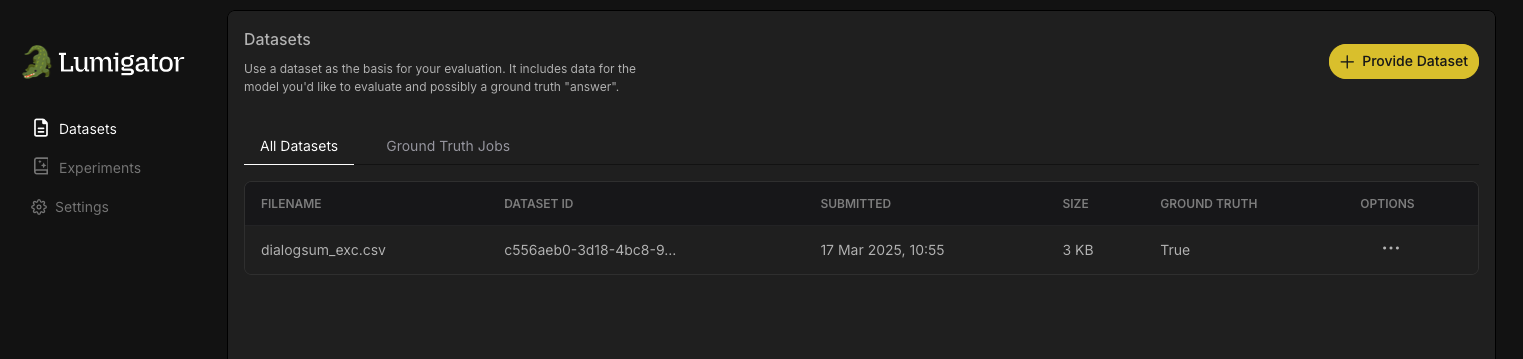 Lumigator
Datasets
Experiments
Settings
Datasets
Use a dataset as the basis for your evaluation. It includes data for the
model you'd like to evaluate and possibly a ground truth "answer".
Provide Dataset
All Datasets
Ground Truth Jobs
FILENAME DATASET ID SUBMITTED SIZE GROUND TRUTH OPTIONS
dialogsum_exc.csv c556aeb0-3d18-4bc8-9... 17 Mar 2025, 10:55 3 KB True ...